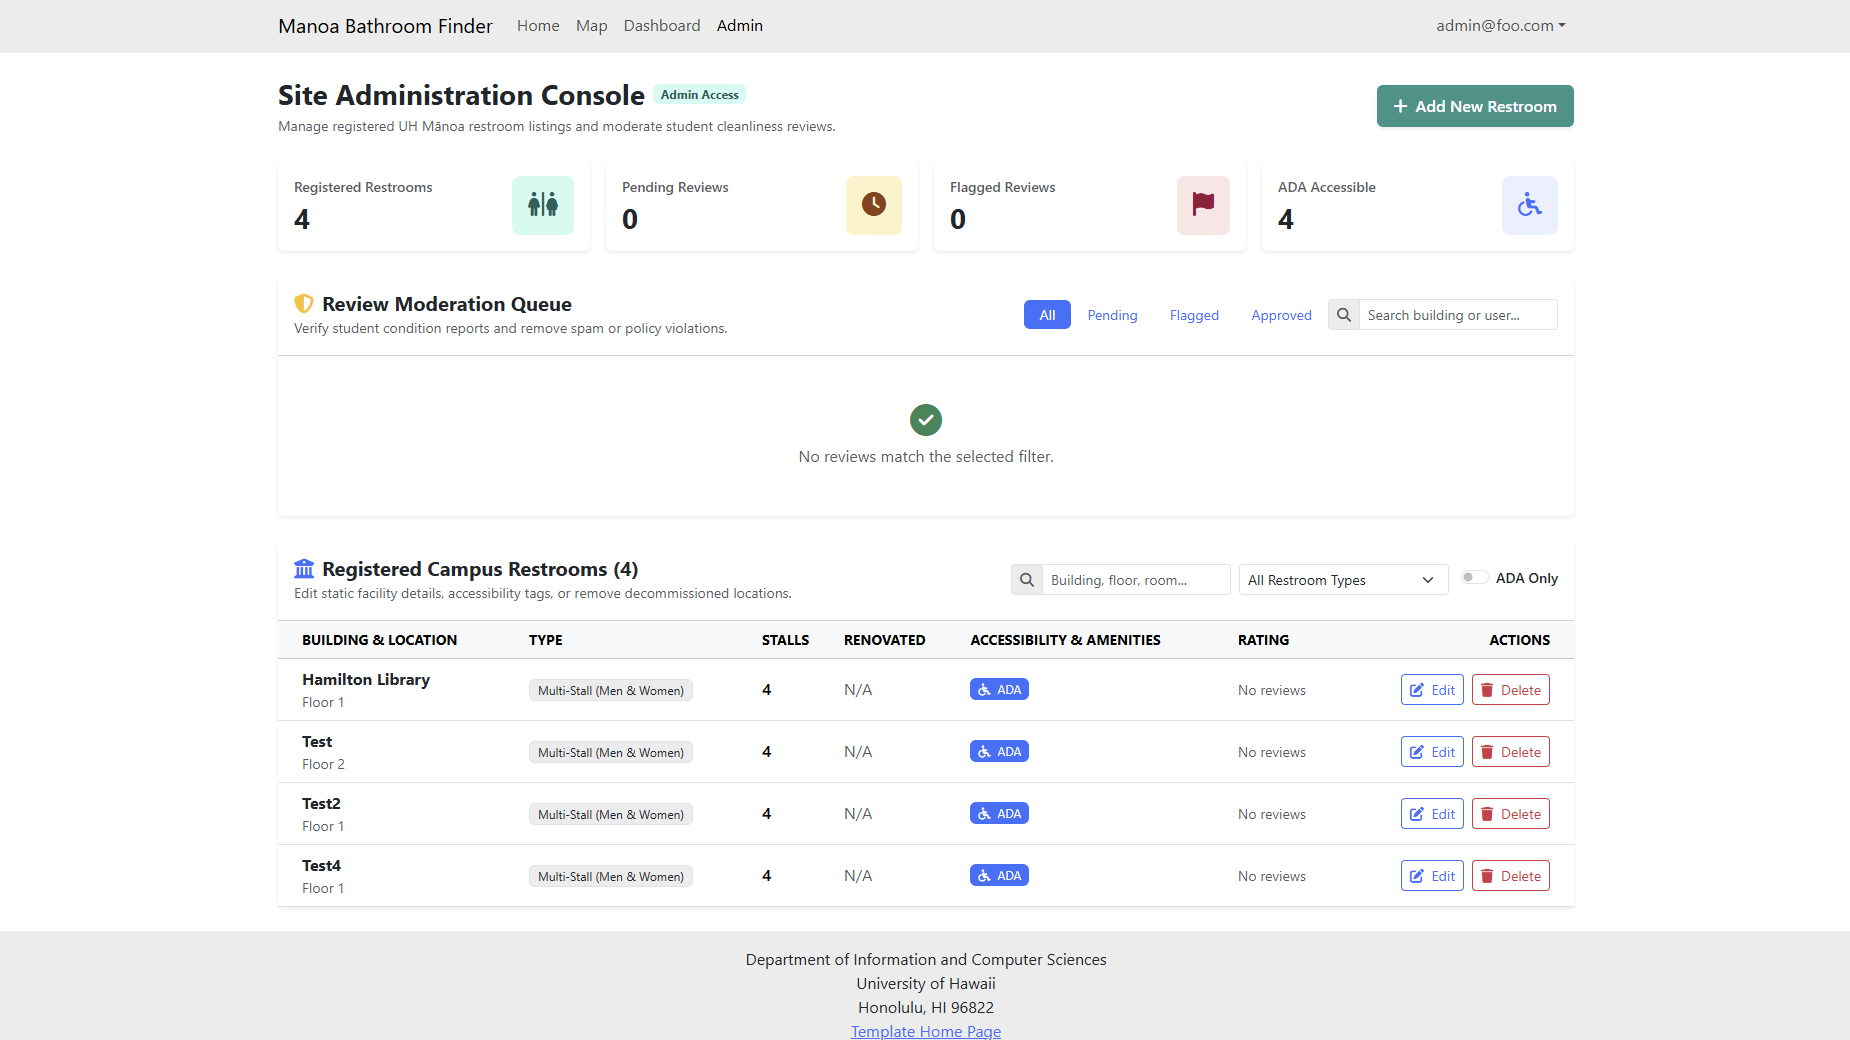 Manoa Bathroom Finder Home Map Dashboard Admin admin@foo.com
Site Administration Console Admin Access
Manage registered UH Mānoa restroom listings and moderate student cleanliness reviews.
+ Add New Restroom
Registered Restrooms
4
Pending Reviews
0
Flagged Reviews
0
ADA Accessible
4
Review Moderation Queue
Verify student condition reports and remove spam or policy violations.
All Pending Flagged Approved Search building or user...
No reviews match the selected filter.
Registered Campus Restrooms (4)
Edit static facility details, accessibility tags, or remove decommissioned locations.
Building, floor, room... All Restroom Types ADA Only
BUILDING & LOCATION TYPE STALLS RENOVATED ACCESSIBILITY & AMENITIES RATING ACTIONS
Hamilton Library
Floor 1
Multi-Stall (Men & Women) 4 N/A ADA No reviews Edit Delete
Test
Floor 2
Multi-Stall (Men & Women) 4 N/A ADA No reviews Edit Delete
Test2
Floor 1
Multi-Stall (Men & Women) 4 N/A ADA No reviews Edit Delete
Test4
Floor 1
Multi-Stall (Men & Women) 4 N/A ADA No reviews Edit Delete
Department of Information and Computer Sciences
University of Hawaii
Honolulu, HI 96822
Template Home Page